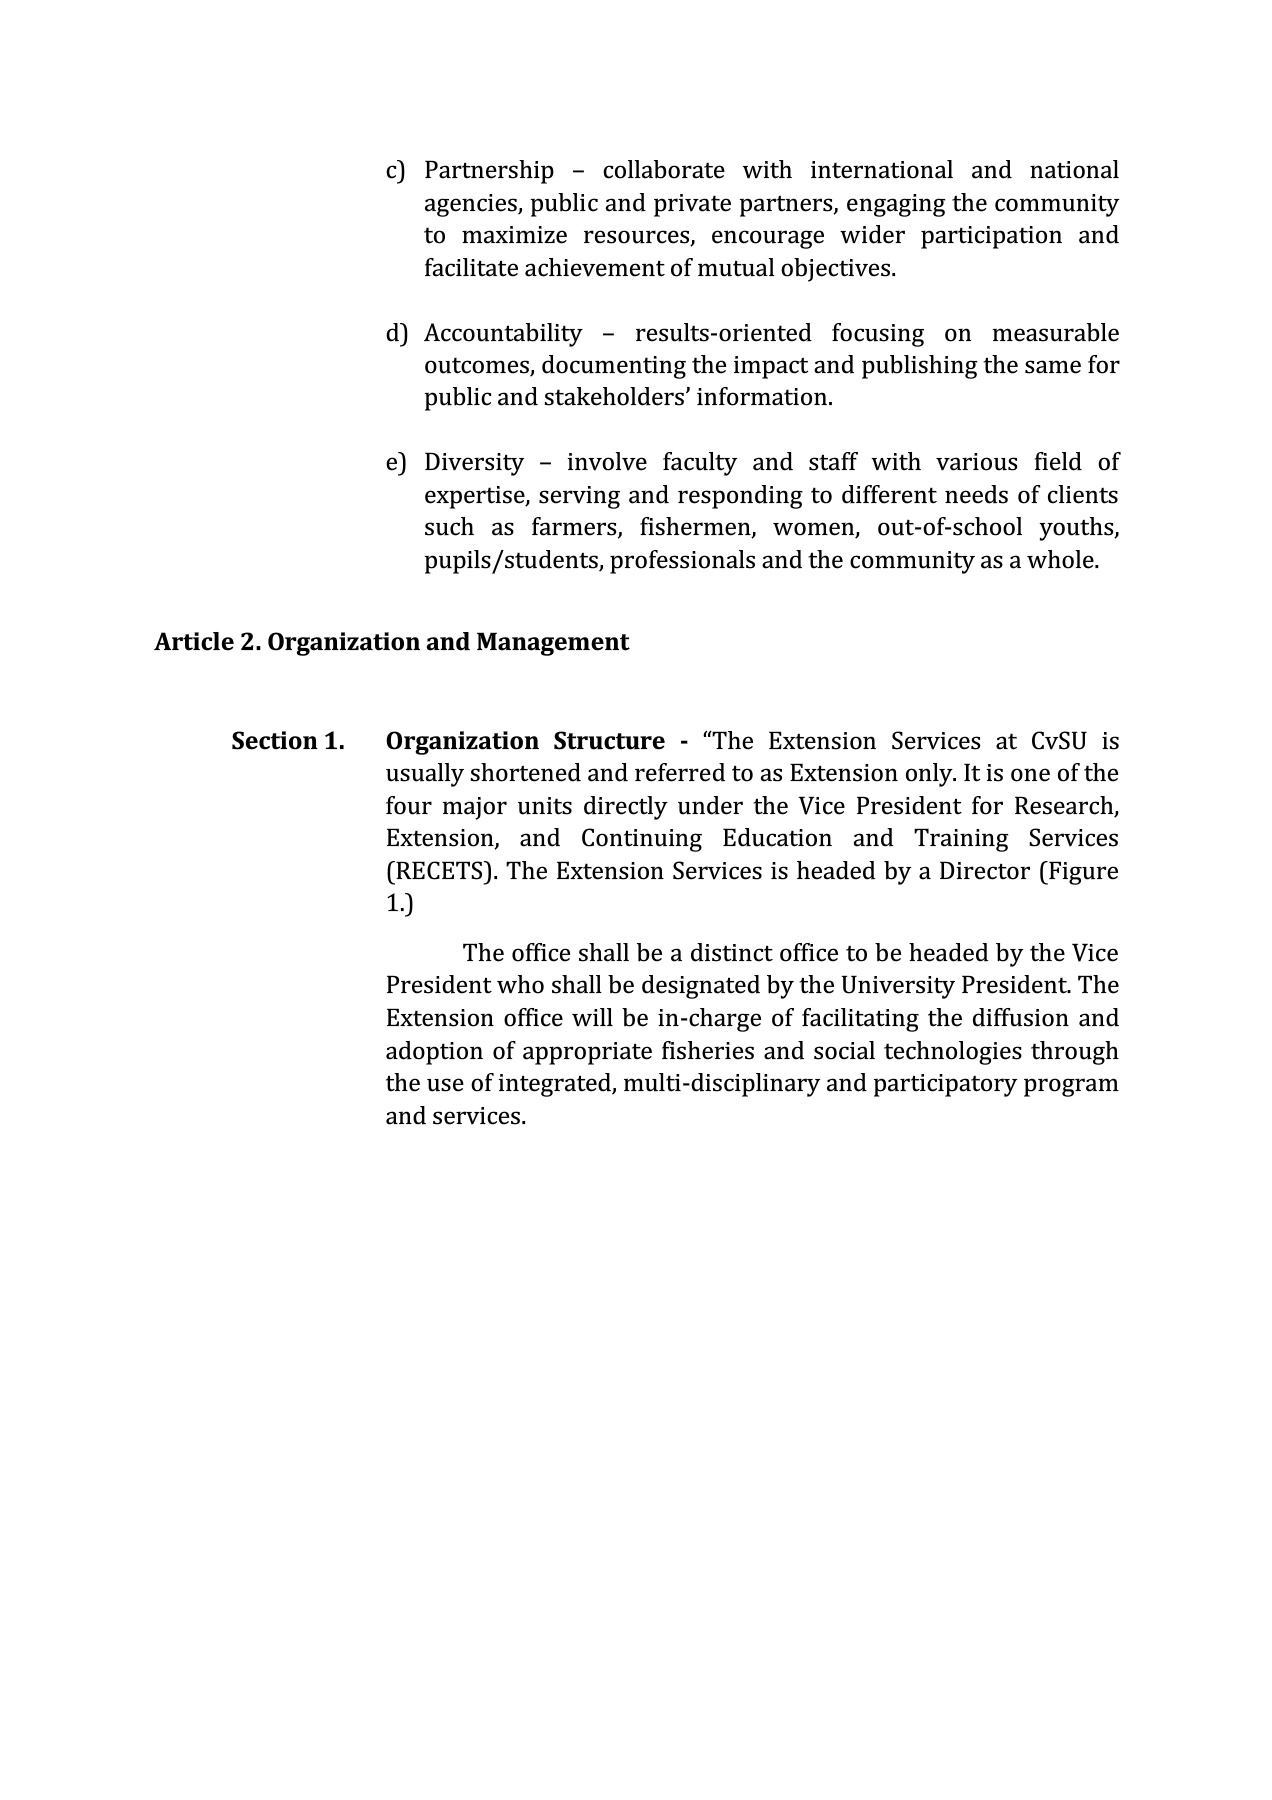 c) Partnership – collaborate with international and national
agencies, public and private partners, engaging the community
to maximize resources, encourage wider participation and
facilitate achievement of mutual objectives.
d) Accountability – results-oriented focusing on measurable
outcomes, documenting the impact and publishing the same for
public and stakeholders’ information.
e) Diversity – involve faculty and staff with various field of
expertise, serving and responding to different needs of clients
such as farmers, fishermen, women, out-of-school youths,
pupils/students, professionals and the community as a whole.
Article 2. Organization and Management
Section 1. Organization Structure - “The Extension Services at CvSU is
usually shortened and referred to as Extension only. It is one of the
four major units directly under the Vice President for Research,
Extension, and Continuing Education and Training Services
(RECETS). The Extension Services is headed by a Director (Figure
1.)
The office shall be a distinct office to be headed by the Vice
President who shall be designated by the University President. The
Extension office will be in-charge of facilitating the diffusion and
adoption of appropriate fisheries and social technologies through
the use of integrated, multi-disciplinary and participatory program
and services.